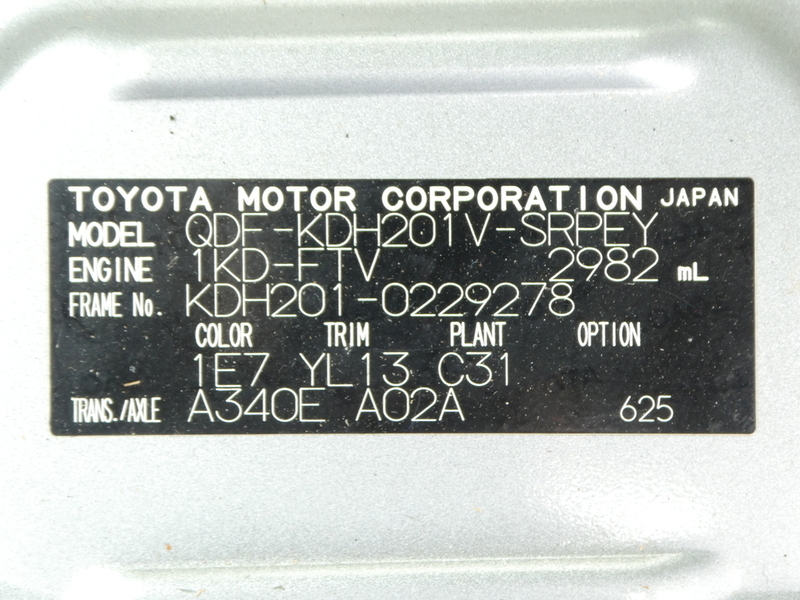 TOYOTA MOTOR CORPORATION JAPAN
MODEL QDF-KDH201V-SRPEY
ENGINE 1KD-FTV 2982 mL
FRAME No. KDH201-0229278
COLOR TRIM PLANT OPTION
1E7 YL13 C31
TRANS./AXLE A340E A02A 625